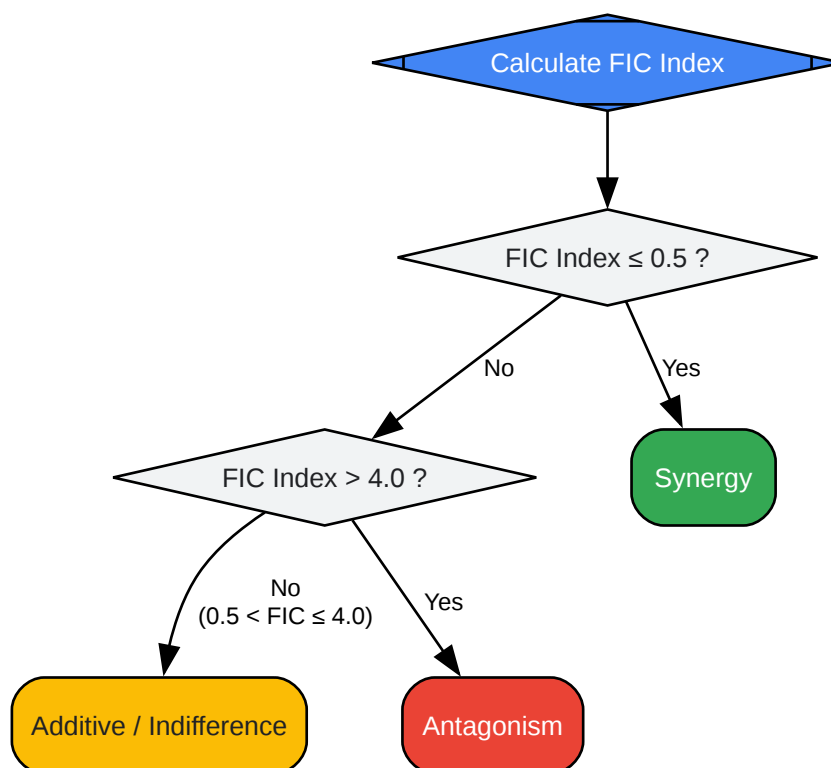 Calculate FIC Index
FIC Index ≤ 0.5 ?
No
Yes
FIC Index > 4.0 ?
Synergy
No
(0.5 < FIC ≤ 4.0)
Yes
Additive / Indifference
Antagonism